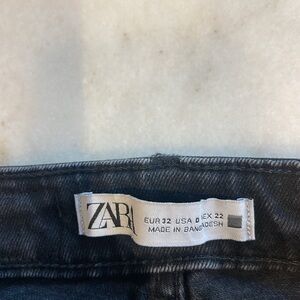 ZARA
EUR 32 USA 0 MEX 22
MADE IN BANGLADESH